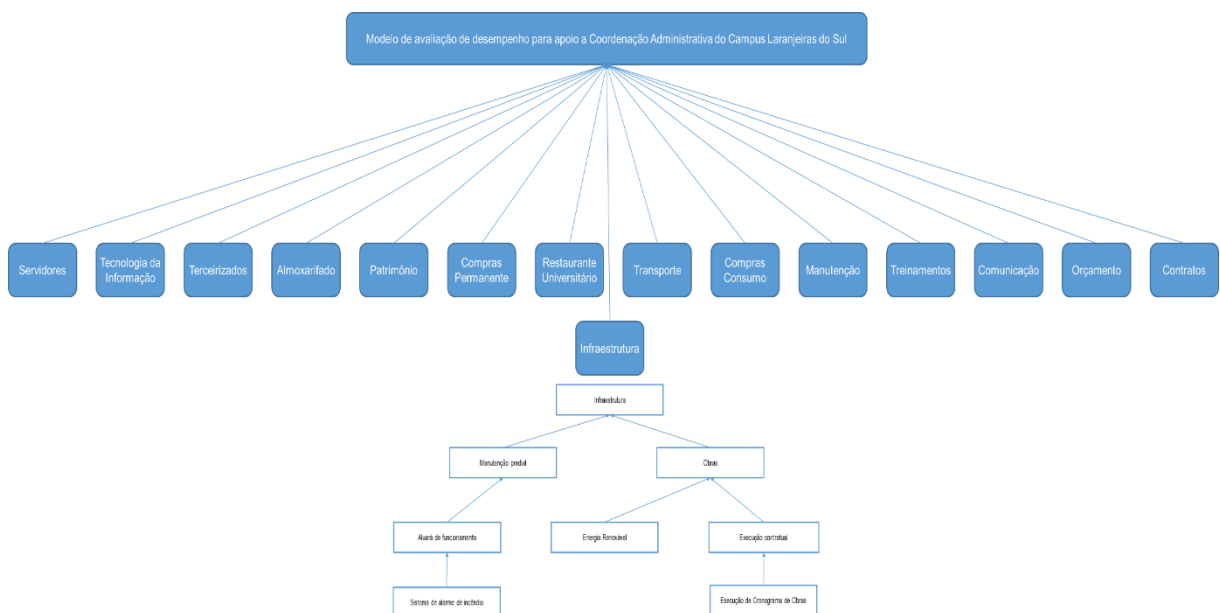 Modelo de avaliação de desempenho para apoio a Coordenação Administrativa do Campus Laranjeiras do Sul
Servidores
Tecnologia da
Informação
Terceirizados
Almoxarifado
Patrimônio
Compras
Permanente
Restaurante
Universitário
Transporte
Compras
Consumo
Manutenção
Treinamentos
Comunicação
Orçamento
Contratos
Infraestrutura
Infraestrutura
Manutenção predial
Obras
Alvará de funcionamento
Energia Renovável
Execução contratual
Sistema de alarme de incêndio
Execução de Cronograma de Obras